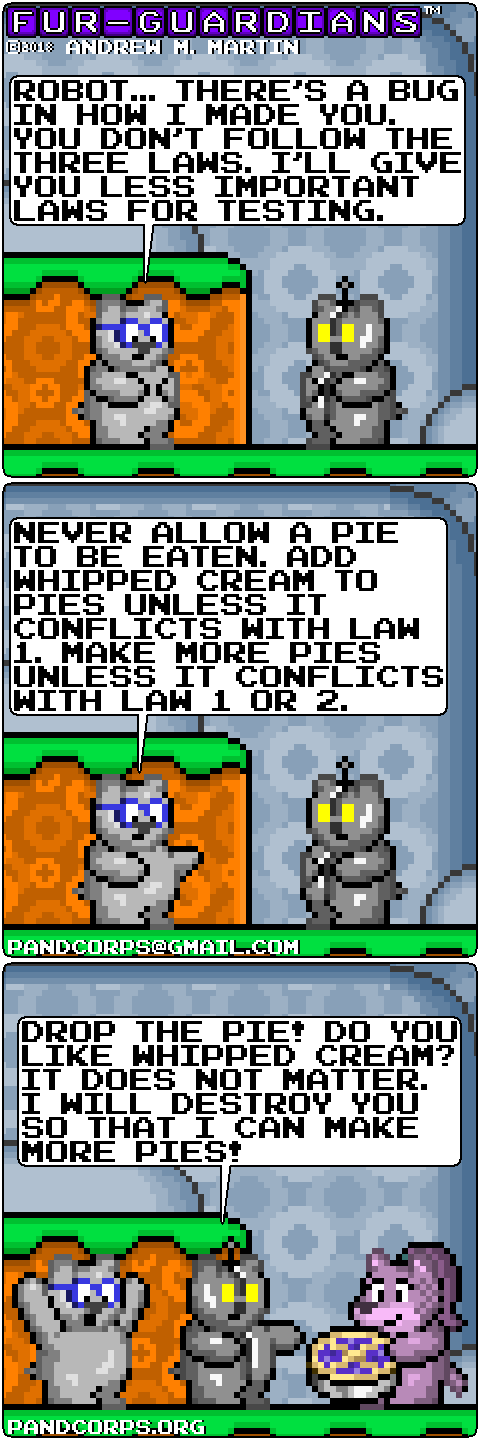 FUR-GUARDIANS™
©2018 ANDREW M. MARTIN
ROBOT... THERE'S A BUG
IN HOW I MADE YOU.
YOU DON'T FOLLOW THE
THREE LAWS. I'LL GIVE
YOU LESS IMPORTANT
LAWS FOR TESTING.
NEVER ALLOW A PIE
TO BE EATEN. ADD
WHIPPED CREAM TO
PIES UNLESS IT
CONFLICTS WITH LAW
1. MAKE MORE PIES
UNLESS IT CONFLICTS
WITH LAW 1 OR 2.
PANDCORPS@GMAIL.COM
DROP THE PIE! DO YOU
LIKE WHIPPED CREAM?
IT DOES NOT MATTER.
I WILL DESTROY YOU
SO THAT I CAN MAKE
MORE PIES!
PANDCORPS.ORG